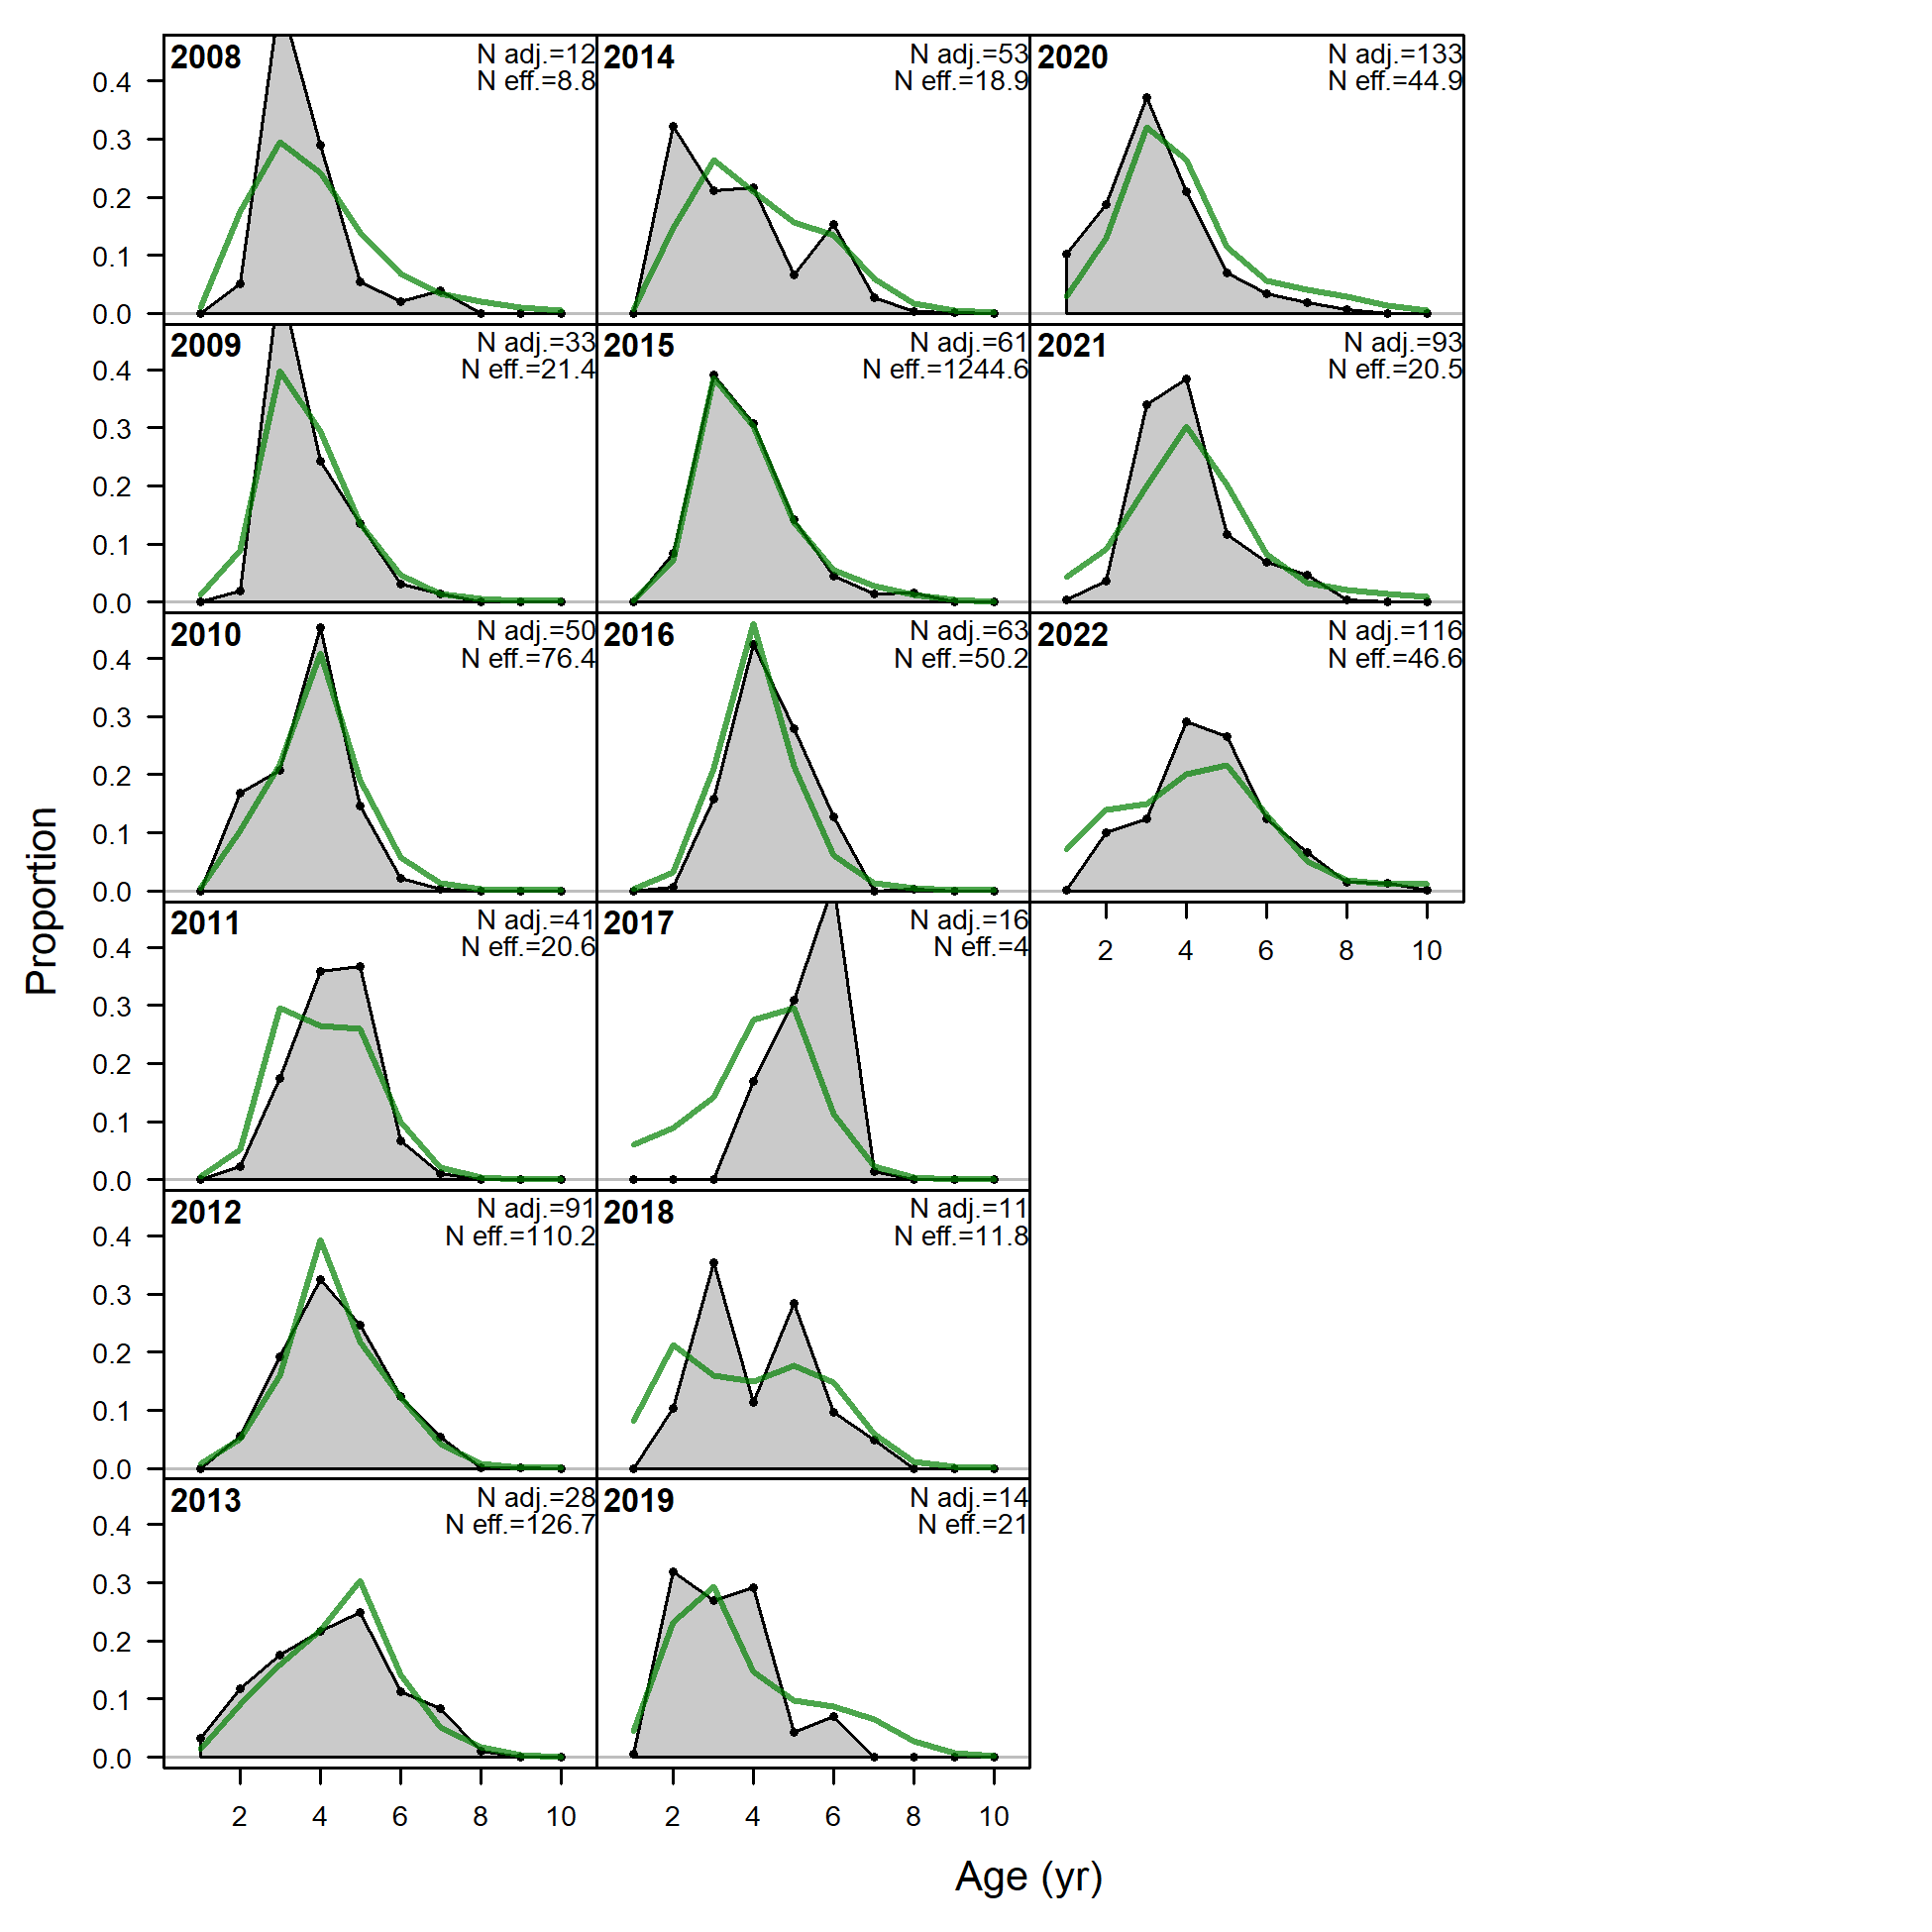 Proportion
2008
N adj.=12
N eff.=8.8
0.4
0.3
0.2
0.1
0.0
2009
N adj.=33
N eff.=21.4
0.4
0.3
0.2
0.1
0.0
2010
N adj.=50
N eff.=76.4
0.4
0.3
0.2
0.1
0.0
2011
N adj.=41
N eff.=20.6
0.4
0.3
0.2
0.1
0.0
2012
N adj.=91
N eff.=110.2
0.4
0.3
0.2
0.1
0.0
2013
N adj.=28
N eff.=126.7
0.4
0.3
0.2
0.1
0.0
2 4 6 8 10
2014
N adj.=53
N eff.=18.9
2015
N adj.=61
N eff.=1244.6
2016
N adj.=63
N eff.=50.2
2017
N adj.=16
N eff.=4
2018
N adj.=11
N eff.=11.8
2019
N adj.=14
N eff.=21
2 4 6 8 10
2020
N adj.=133
N eff.=44.9
2021
N adj.=93
N eff.=20.5
2022
N adj.=116
N eff.=46.6
2 4 6 8 10
Age (yr)